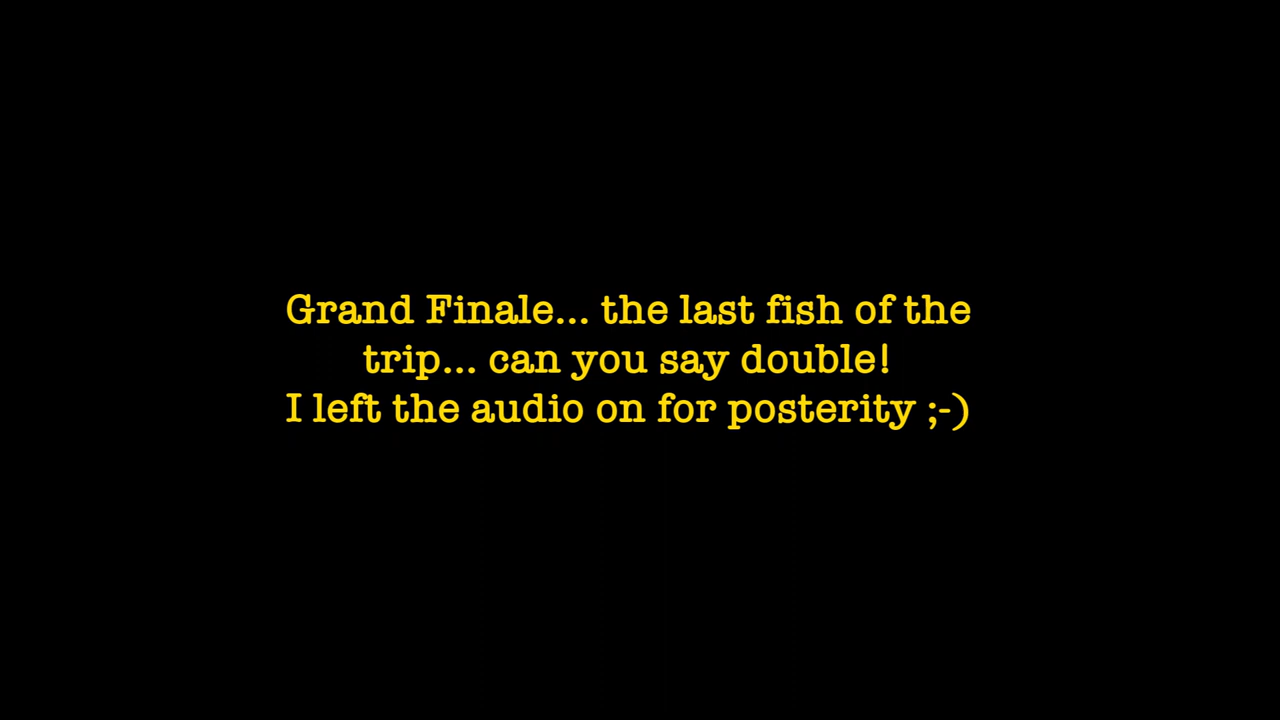 Grand Finale... the last fish of the
trip... can you say double!
I left the audio on for posterity ;-)